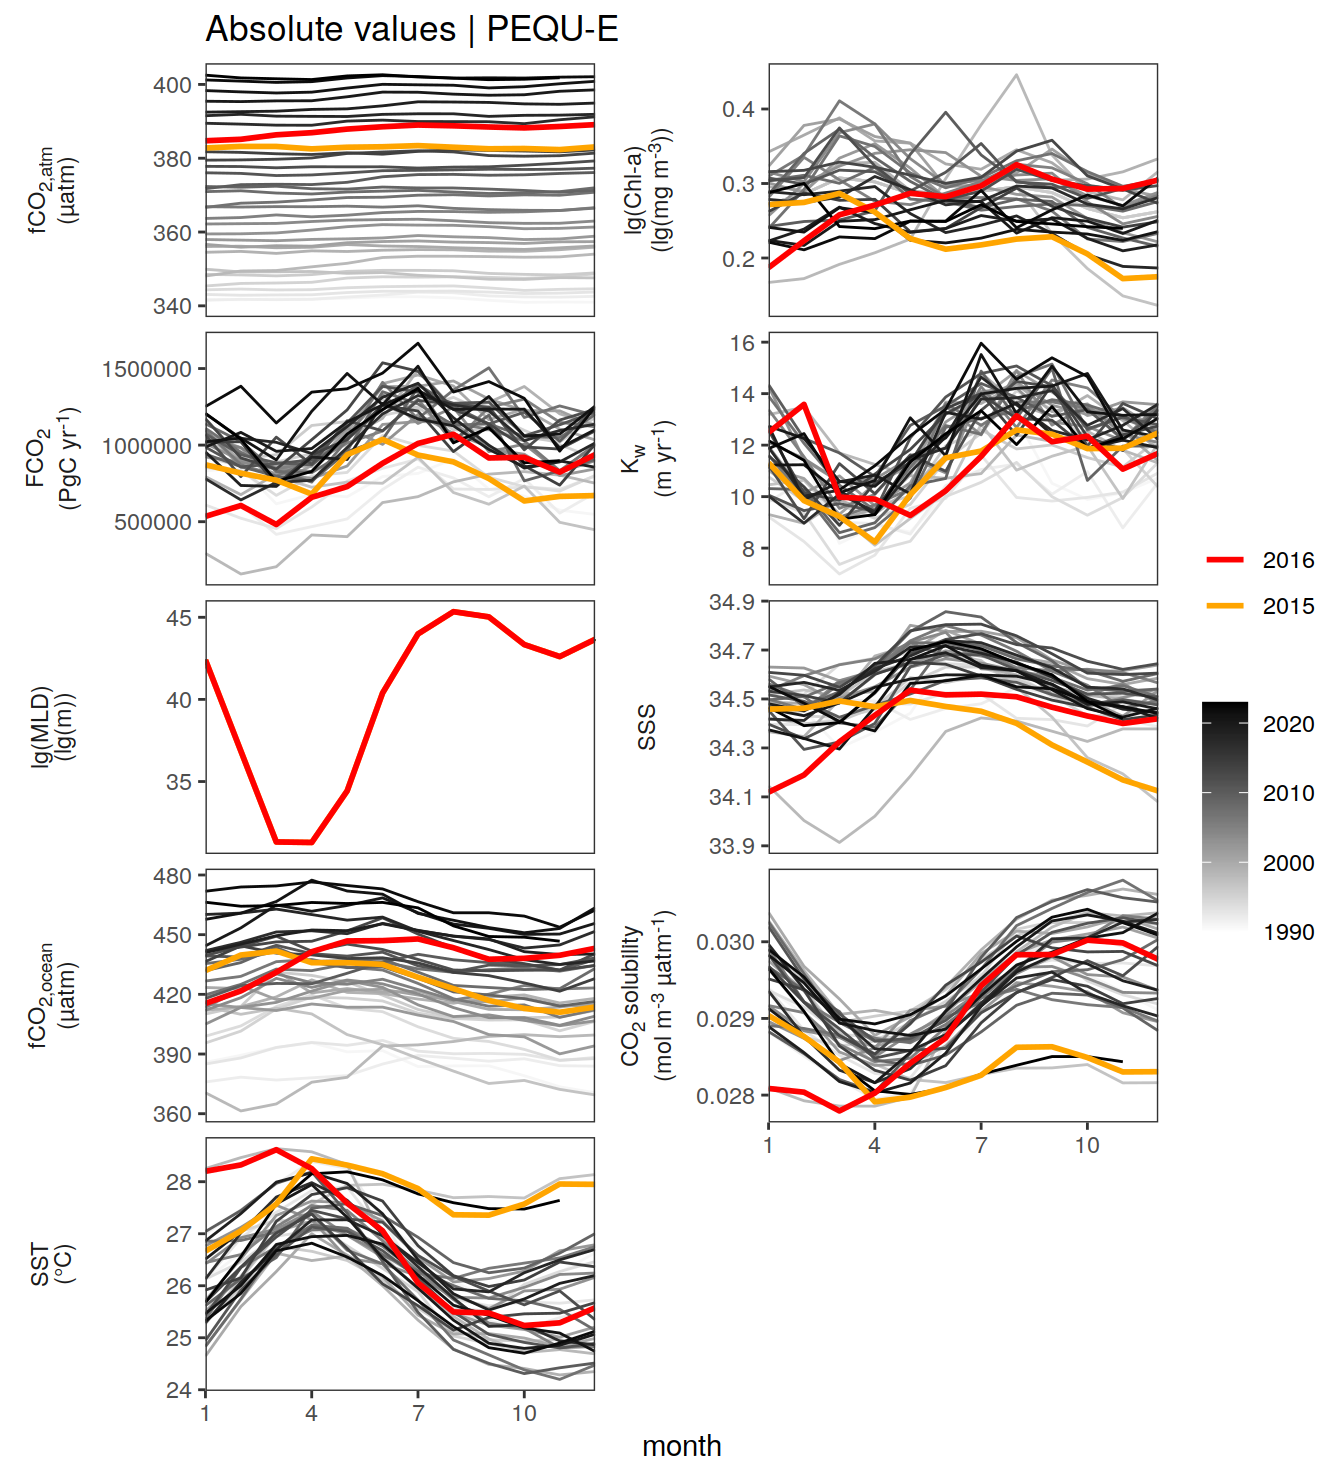 Absolute values | PEQU-E
fCO2,atm
(µatm)
400
380
360
340
lg(Chl-a)
(lg(mg m-3))
0.4
0.3
0.2
FCO2
(PgC yr-1)
1500000
1000000
500000
Kw
(m yr-1)
16
14
12
10
8
lg(MLD)
(lg(m))
45
40
35
SSS
34.9
34.7
34.5
34.3
34.1
33.9
fCO2,ocean
(µatm)
480
450
420
390
360
CO2 solubility
(mol m-3 µatm-1)
0.030
0.029
0.028
1 4 7 10
SST
(°C)
28
27
26
25
24
1 4 7 10
month
2016
2015
2020
2010
2000
1990